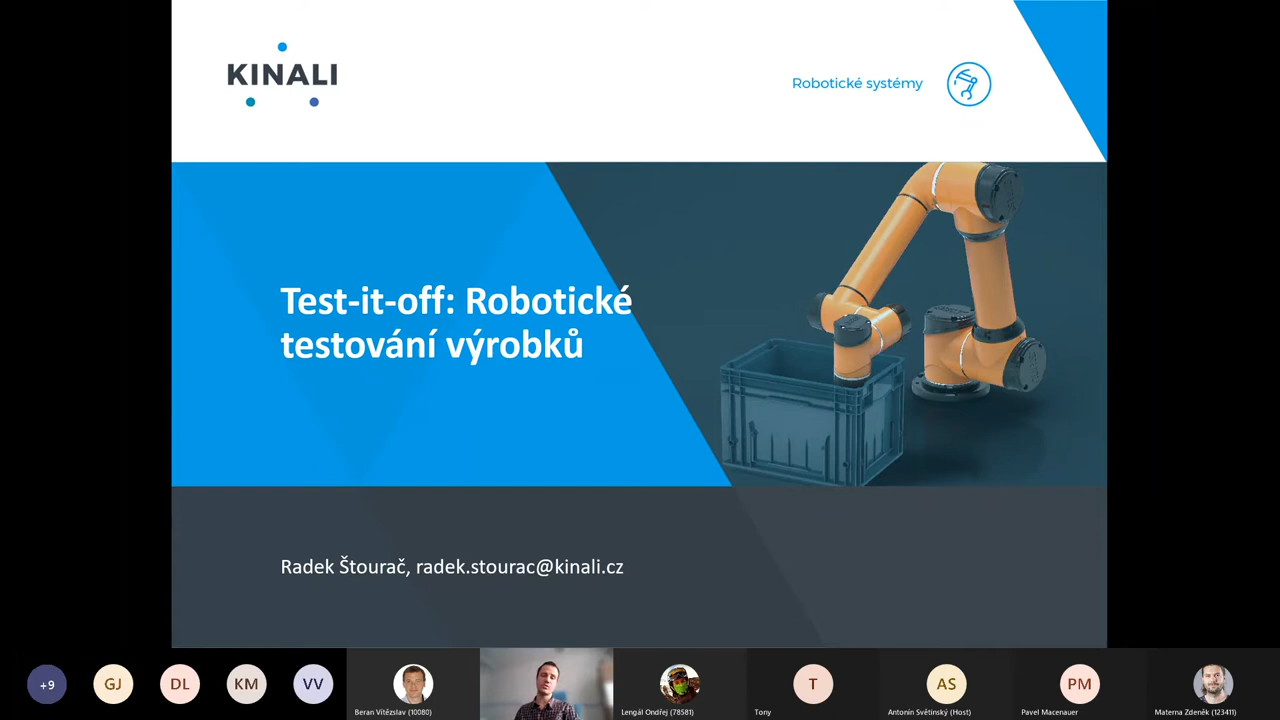 KINALI
Robotické systémy
Test-it-off: Robotické
testování výrobků
Radek Štourač, radek.stourac@kinali.cz
+9
GJ
DL
KM
VV
Beran Vítězslav (10080)
Lengál Ondřej (78581)
T
Tony
AS
Antonín Světinský (Host)
PM
Pavel Macenauer
Materna Zdeněk (123411)